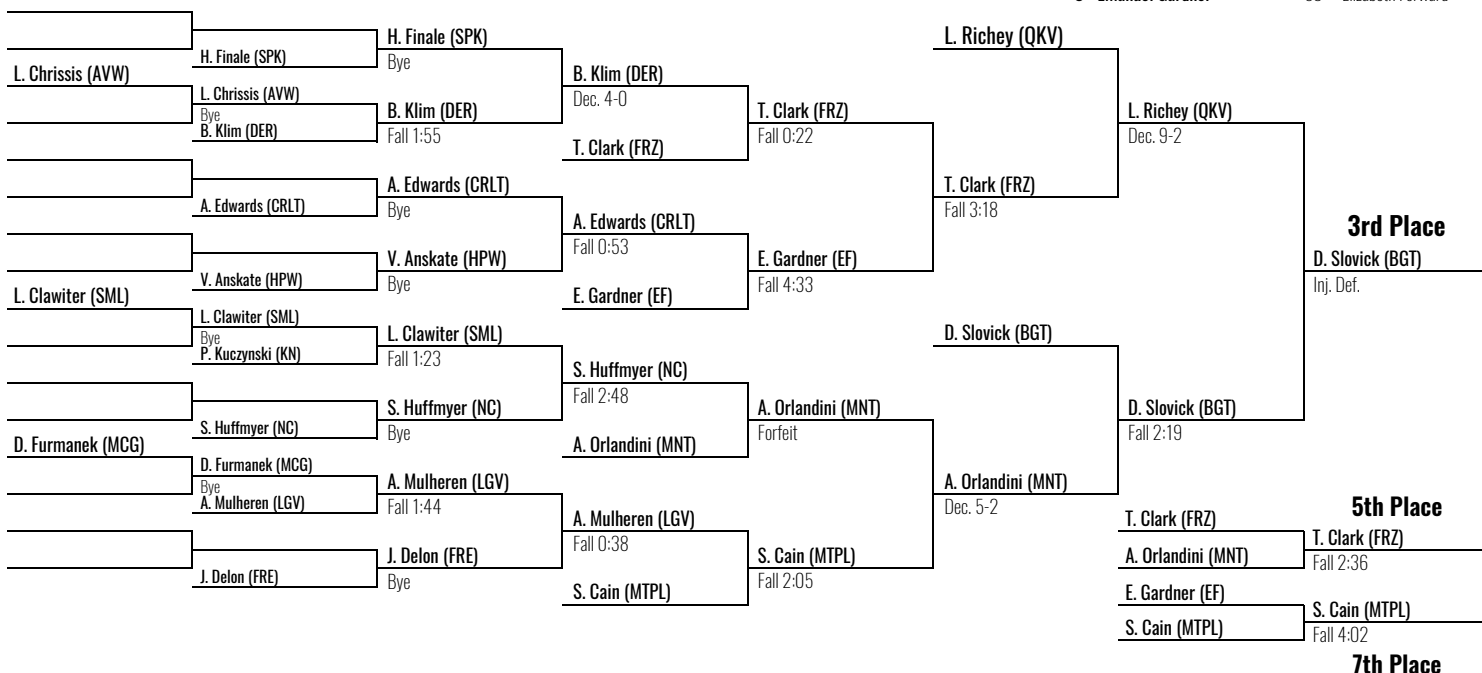 Gardner
Elizabeth Forward
L. Chrissis (AVW)
L. Clawiter (SML)
D. Furmanek (MCG)
H. Finale (SPK)
L. Chrissis (AVW)
Bye
B. Klim (DER)
A. Edwards (CRLT)
V. Anskate (HPW)
L. Clawiter (SML)
Bye
P. Kuczynski (KN)
S. Huffmyer (NC)
D. Furmanek (MCG)
Bye
A. Mulheren (LGV)
J. Delon (FRE)
H. Finale (SPK)
Bye
B. Klim (DER)
Fall 1:55
A. Edwards (CRLT)
Bye
V. Anskate (HPW)
Bye
L. Clawiter (SML)
Fall 1:23
S. Huffmyer (NC)
Bye
A. Mulheren (LGV)
Fall 1:44
J. Delon (FRE)
Bye
B. Klim (DER)
Dec. 4-0
T. Clark (FRZ)
A. Edwards (CRLT)
Fall 0:53
E. Gardner (EF)
S. Huffmyer (NC)
Fall 2:48
A. Orlandini (MNT)
A. Mulheren (LGV)
Fall 0:38
S. Cain (MTPL)
T. Clark (FRZ)
Fall 0:22
E. Gardner (EF)
Fall 4:33
A. Orlandini (MNT)
Forfeit
S. Cain (MTPL)
Fall 2:05
L. Richey (QKV)
T. Clark (FRZ)
Fall 3:18
D. Slovick (BGT)
A. Orlandini (MNT)
Dec. 5-2
L. Richey (QKV)
Dec. 9-2
D. Slovick (BGT)
Fall 2:19
3rd Place
D. Slovick (BGT)
Inj. Def.
T. Clark (FRZ)
A. Orlandini (MNT)
5th Place
T. Clark (FRZ)
Fall 2:36
E. Gardner (EF)
S. Cain (MTPL)
S. Cain (MTPL)
Fall 4:02
7th Place